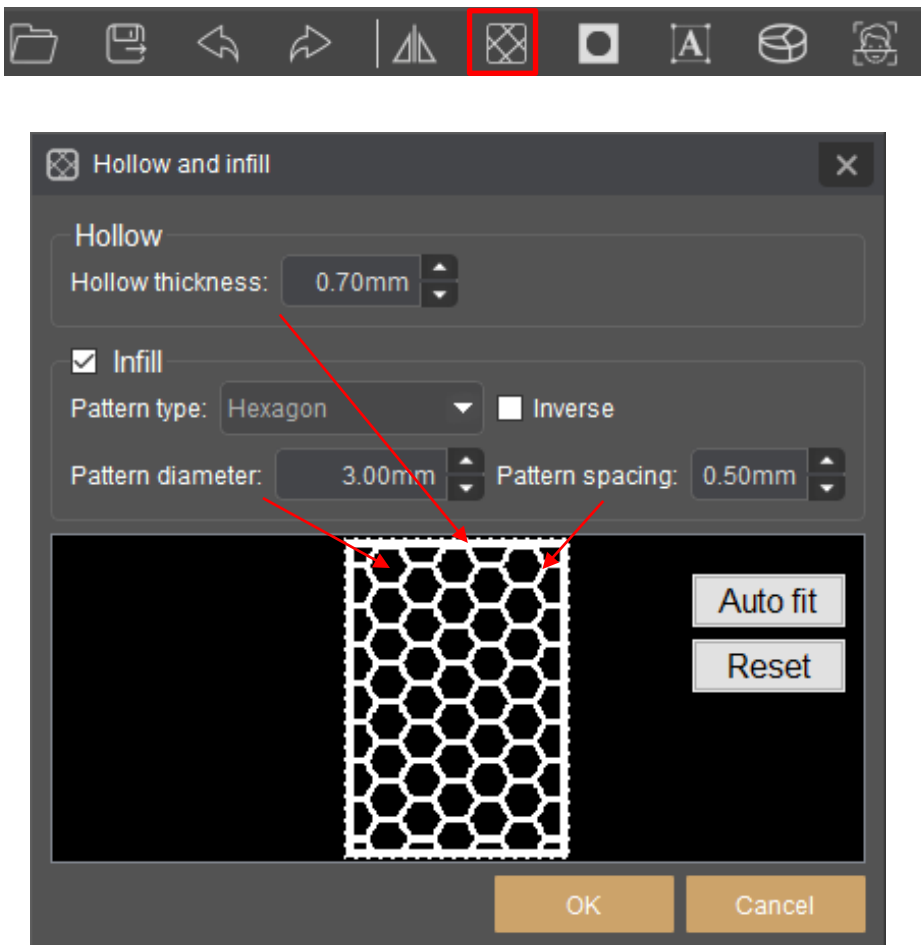 A
Hollow and infill
Hollow
Hollow thickness: 0.70mm
Infill
Pattern type: Hexagon Inverse
Pattern diameter: 3.00mm Pattern spacing: 0.50mm
Auto fit
Reset
OK Cancel